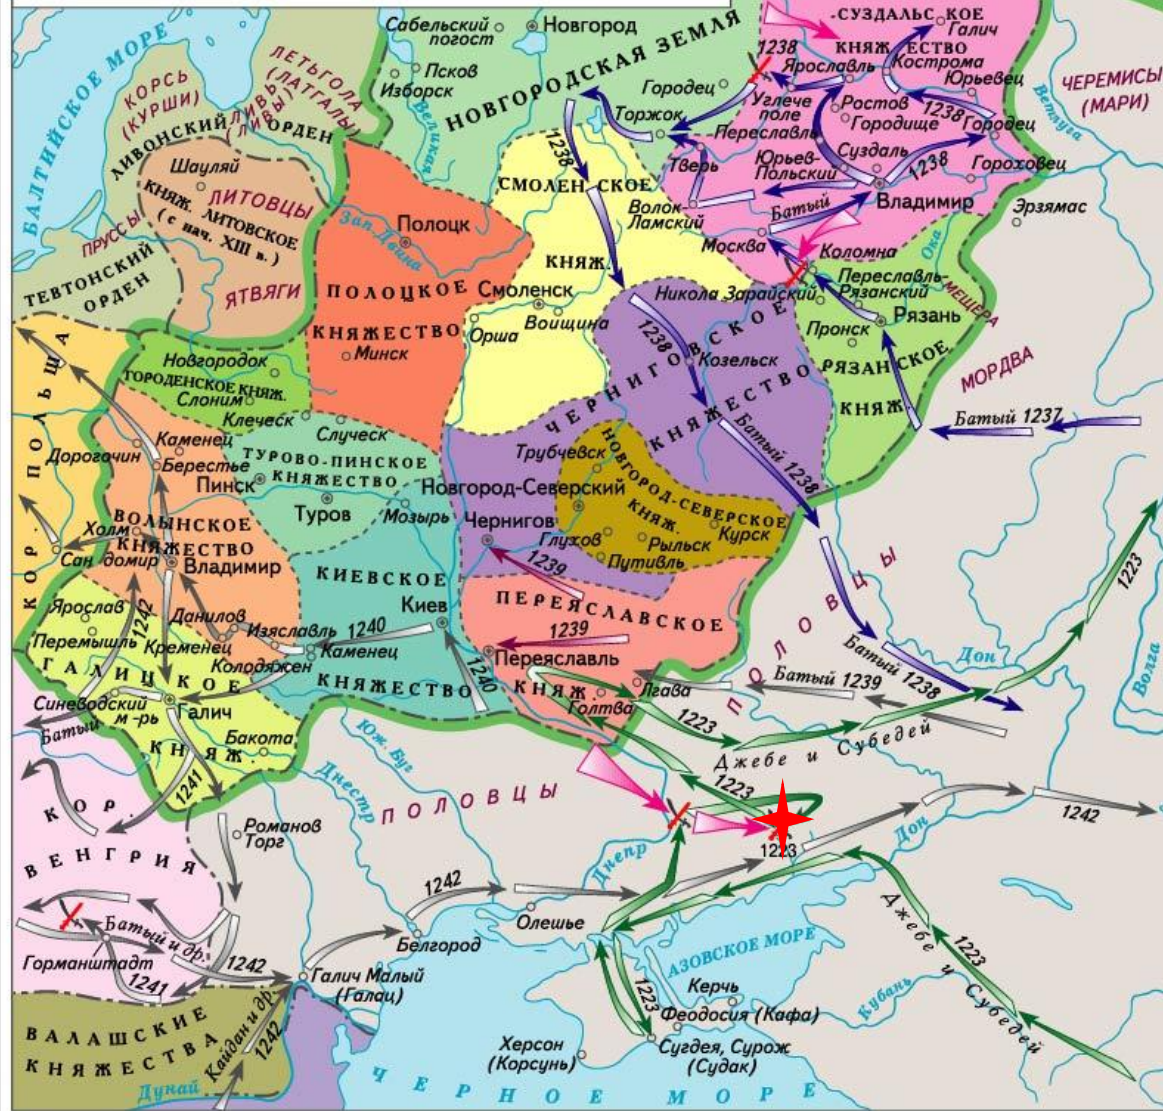 Сабельский
погост
Новгород
Псков
Изборск
Великая
НОВГОРОДСКАЯ ЗЕМЛЯ
БАЛТИЙСКОЕ МОРЕ
КОРСЬ
(КУРШИ)
ЛЕТЬГОЛА
(ЛАТГАЛЫ)
ЛИВЬ
(ЛИВЫ)
ЛИВОНСКИЙ ОРДЕН
Шауляй
КНЯЖ. ЛИТОВСКОЕ
( с нач. XIII в. )
ЛИТОВЦЫ
ПРУССЫ
ЯТВЯГИ
ТЕВТОНСКИЙ
ОРДЕН
1238
Городец
Торжок
СУЗДАЛЬСКОЕ
КНЯЖЕСТВО
Галич
Ярославль
Кострома
Юрьевец
Углече
поле
Ростов
Городище
1238
Городец
Переславль
Суздаль
Юрьев-
Польский
1238
Гороховец
Тверь
Владимир
Волок-
Ламский
Батый
Москва
Коломна
ЧЕРЕМИСЫ
(МАРИ)
Ветлуга
Эрзямас
Ока
МЕЩЕРА
МОРДВА
1238
СМОЛЕНСКОЕ
КНЯЖ.
Смоленск
Воищина
Орша
Зап. Двина
Полоцк
ПОЛОЦКОЕ
КНЯЖЕСТВО
Минск
Никола Зарайский
Переславль-
Рязанский
Рязань
Пронск
РЯЗАНСКОЕ
КНЯЖ.
Батый 1237
1238
Козельск
ЧЕРНИГОВСКОЕ
КНЯЖЕСТВО
Батый 1238
Новгородок
ГОРОДЕНСКОЕ КНЯЖ.
Слоним
Клеческ
Случеск
КОР. ПОЛЬША
Дорогочин
Каменец
Берестье
Пинск
ТУРОВО-ПИНСКОЕ
КНЯЖЕСТВО
Туров
Мозырь
Трубчевск
Новгород-Северский
НОВГОРОД-СЕВЕРСКОЕ
КНЯЖ.
Курск
Рыльск
Глухов
Путивль
Чернигов
1239
Холм
Сандомир
ВОЛЫНСКОЕ
КНЯЖЕСТВО
Владимир
1242
Данилов
Изяславль
Каменец
Кременец
Колодяжен
1240
КИЕВСКОЕ
КНЯЖЕСТВО
Киев
1240
ПЕРЕЯСЛАВСКОЕ
КНЯЖ.
1239
Переяславль
Лгава
Голтва
ПОЛОВЦЫ
Батый 1239
Батый 1238
Дон
Волга
1223
1223
Джебе и Субедей
Ярослав
Перемышль
ГАЛИЦКОЕ
КНЯЖ.
Синеводский
м-рь
Галич
Бакота
Батый
1241
Юж. Буг
Днестр
ПОЛОВЦЫ
1223
1223
Днепр
Дон
1242
КОР.
ВЕНГРИЯ
Романов
Торг
Батый и др.
Горманштадт
1241
1242
1242
Белгород
Олешье
Галич Малый
(Галац)
Кайдан и др.
1242
ВАЛАШСКИЕ
КНЯЖЕСТВА
Дунай
АЗОВСКОЕ МОРЕ
Керчь
Феодосия (Кафа)
1223
Сугдея, Сурож
(Судак)
Херсон
(Корсунь)
Кубань
Джебе и Субедей
1223
ЧЕРНОЕ МОРЕ